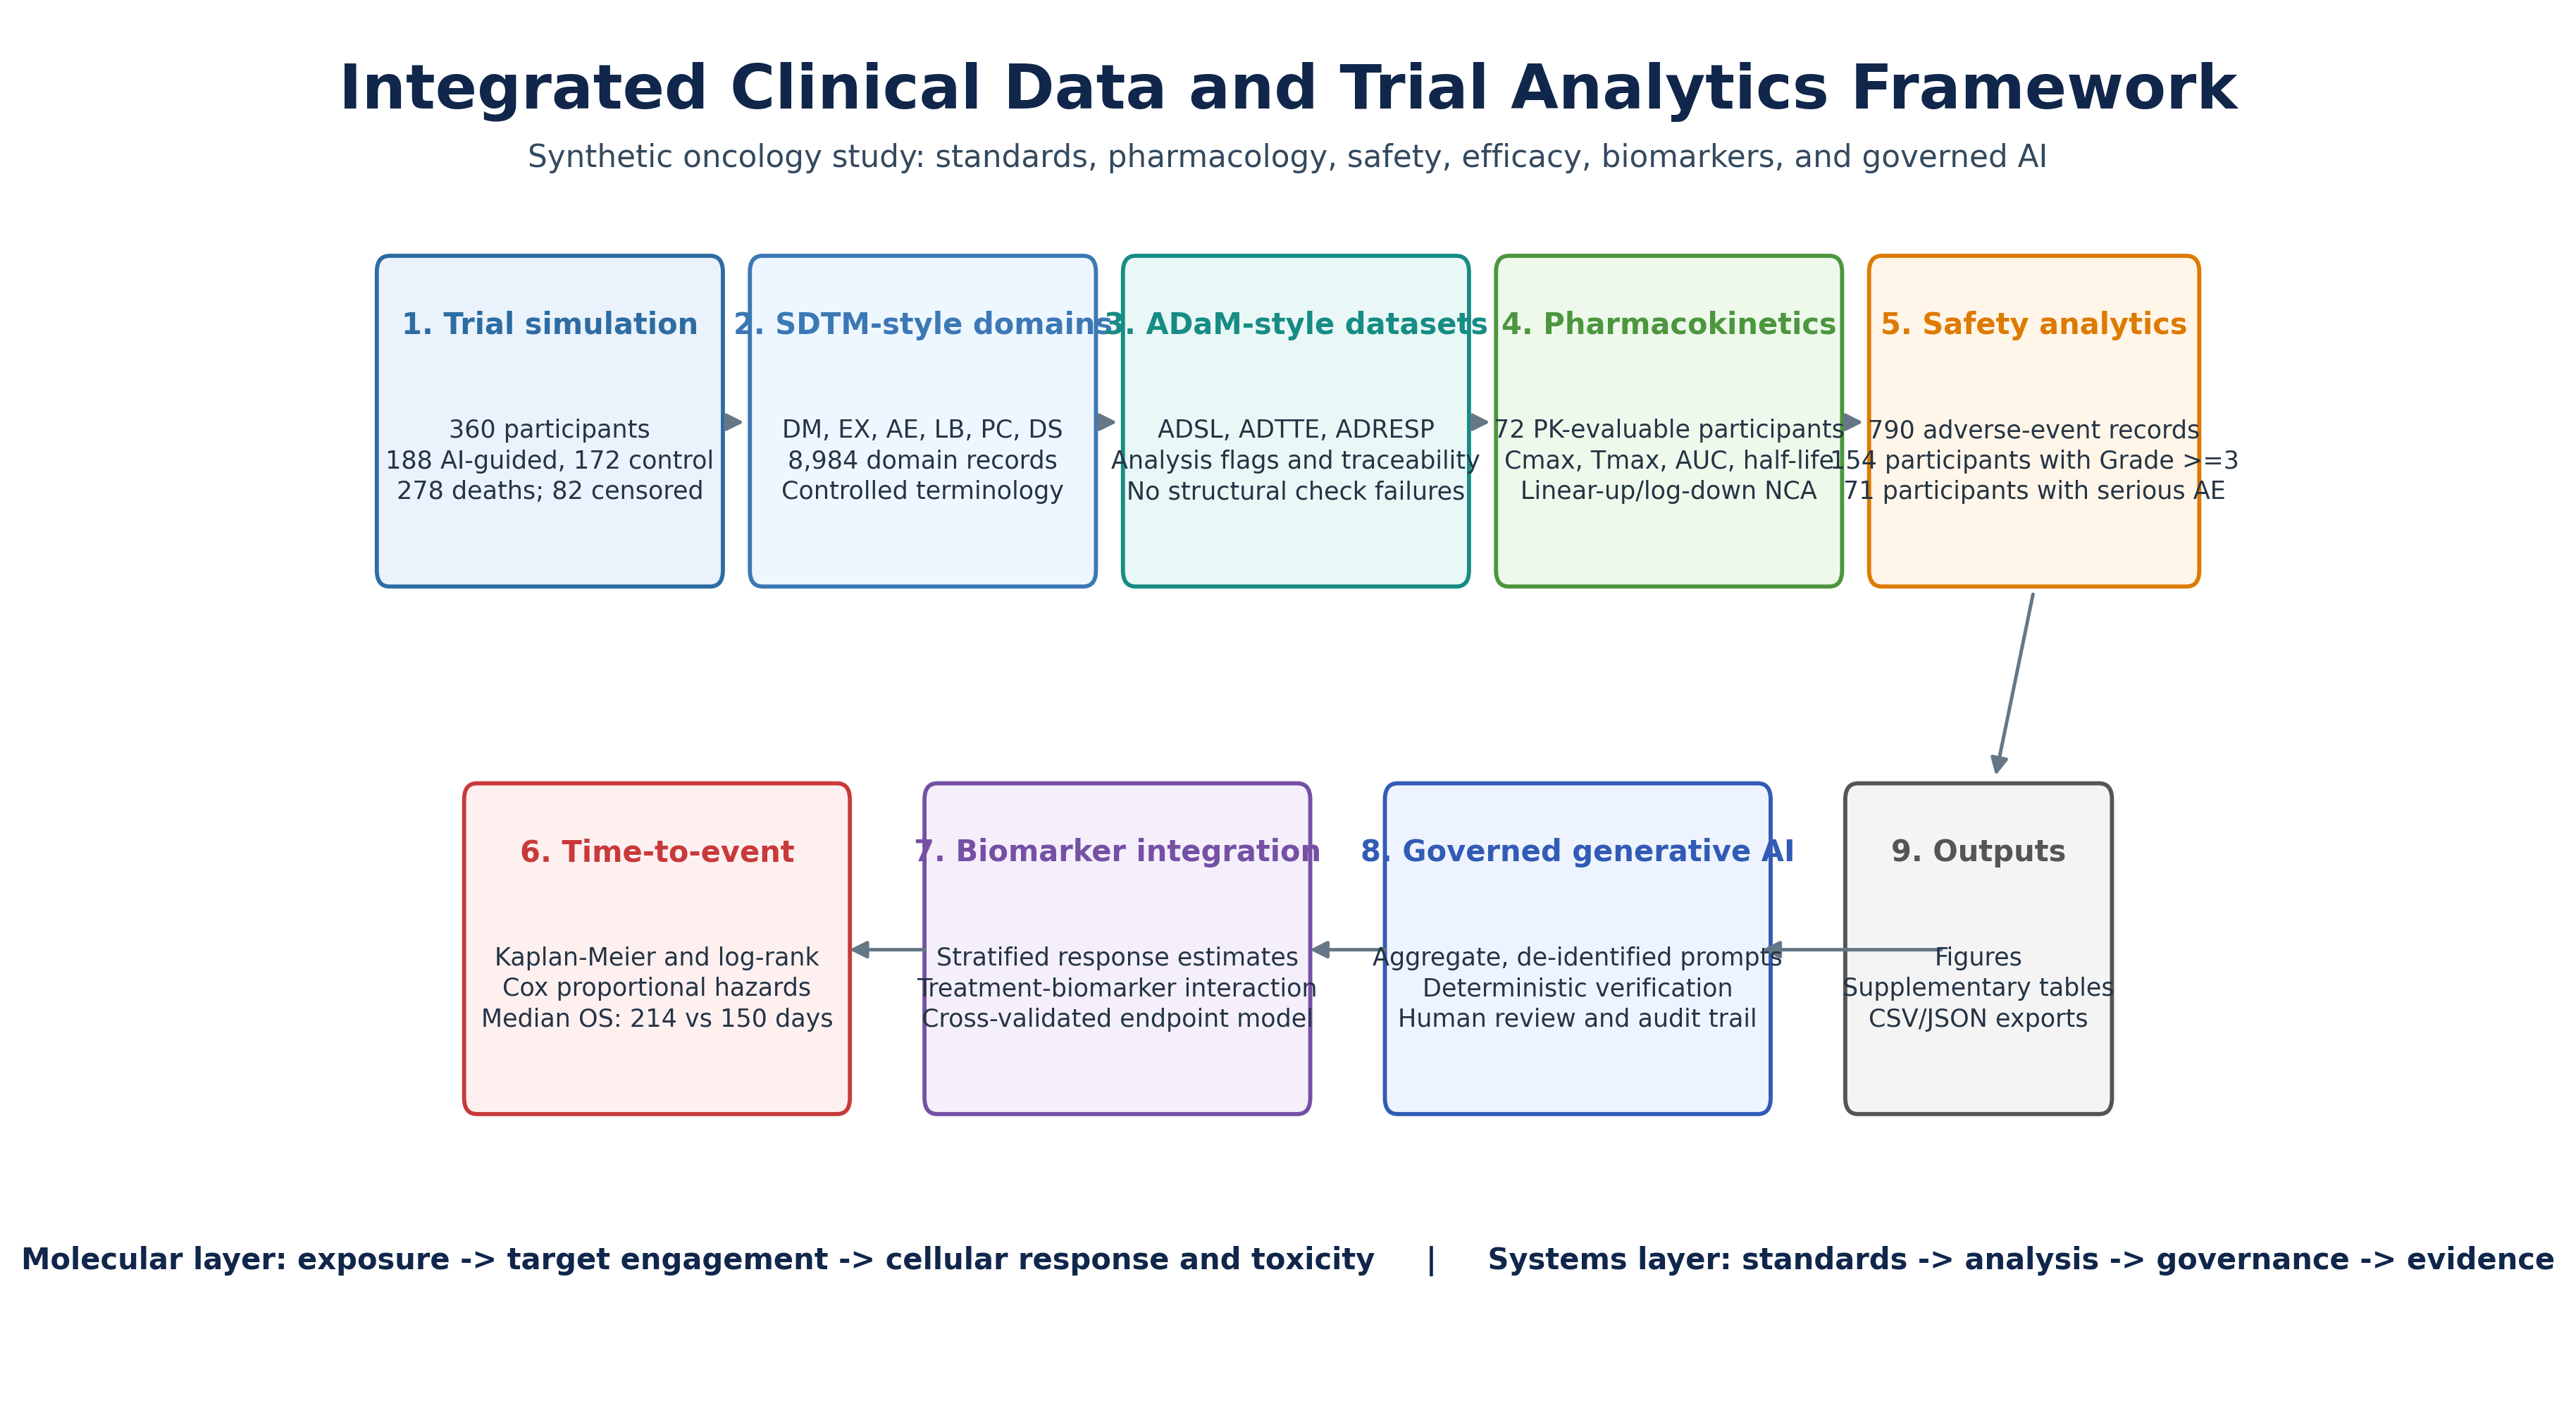 Integrated Clinical Data and Trial Analytics Framework
Synthetic oncology study: standards, pharmacology, safety, efficacy, biomarkers, and governed AI
1. Trial simulation
360 participants
188 AI-guided, 172 control
278 deaths; 82 censored
2. SDTM-style domains
DM, EX, AE, LB, PC, DS
8,984 domain records
Controlled terminology
3. ADaM-style datasets
ADSL, ADTTE, ADRESP
Analysis flags and traceability
No structural check failures
4. Pharmacokinetics
72 PK-evaluable participants
Cmax, Tmax, AUC, half-life
Linear-up/log-down NCA
5. Safety analytics
790 adverse-event records
154 participants with Grade >=3
71 participants with serious AE
6. Time-to-event
Kaplan-Meier and log-rank
Cox proportional hazards
Median OS: 214 vs 150 days
7. Biomarker integration
Stratified response estimates
Treatment-biomarker interaction
Cross-validated endpoint model
8. Governed generative AI
Aggregate, de-identified prompts
Deterministic verification
Human review and audit trail
9. Outputs
Figures
Supplementary tables
CSV/JSON exports
Molecular layer: exposure -> target engagement -> cellular response and toxicity | Systems layer: standards -> analysis -> governance -> evidence